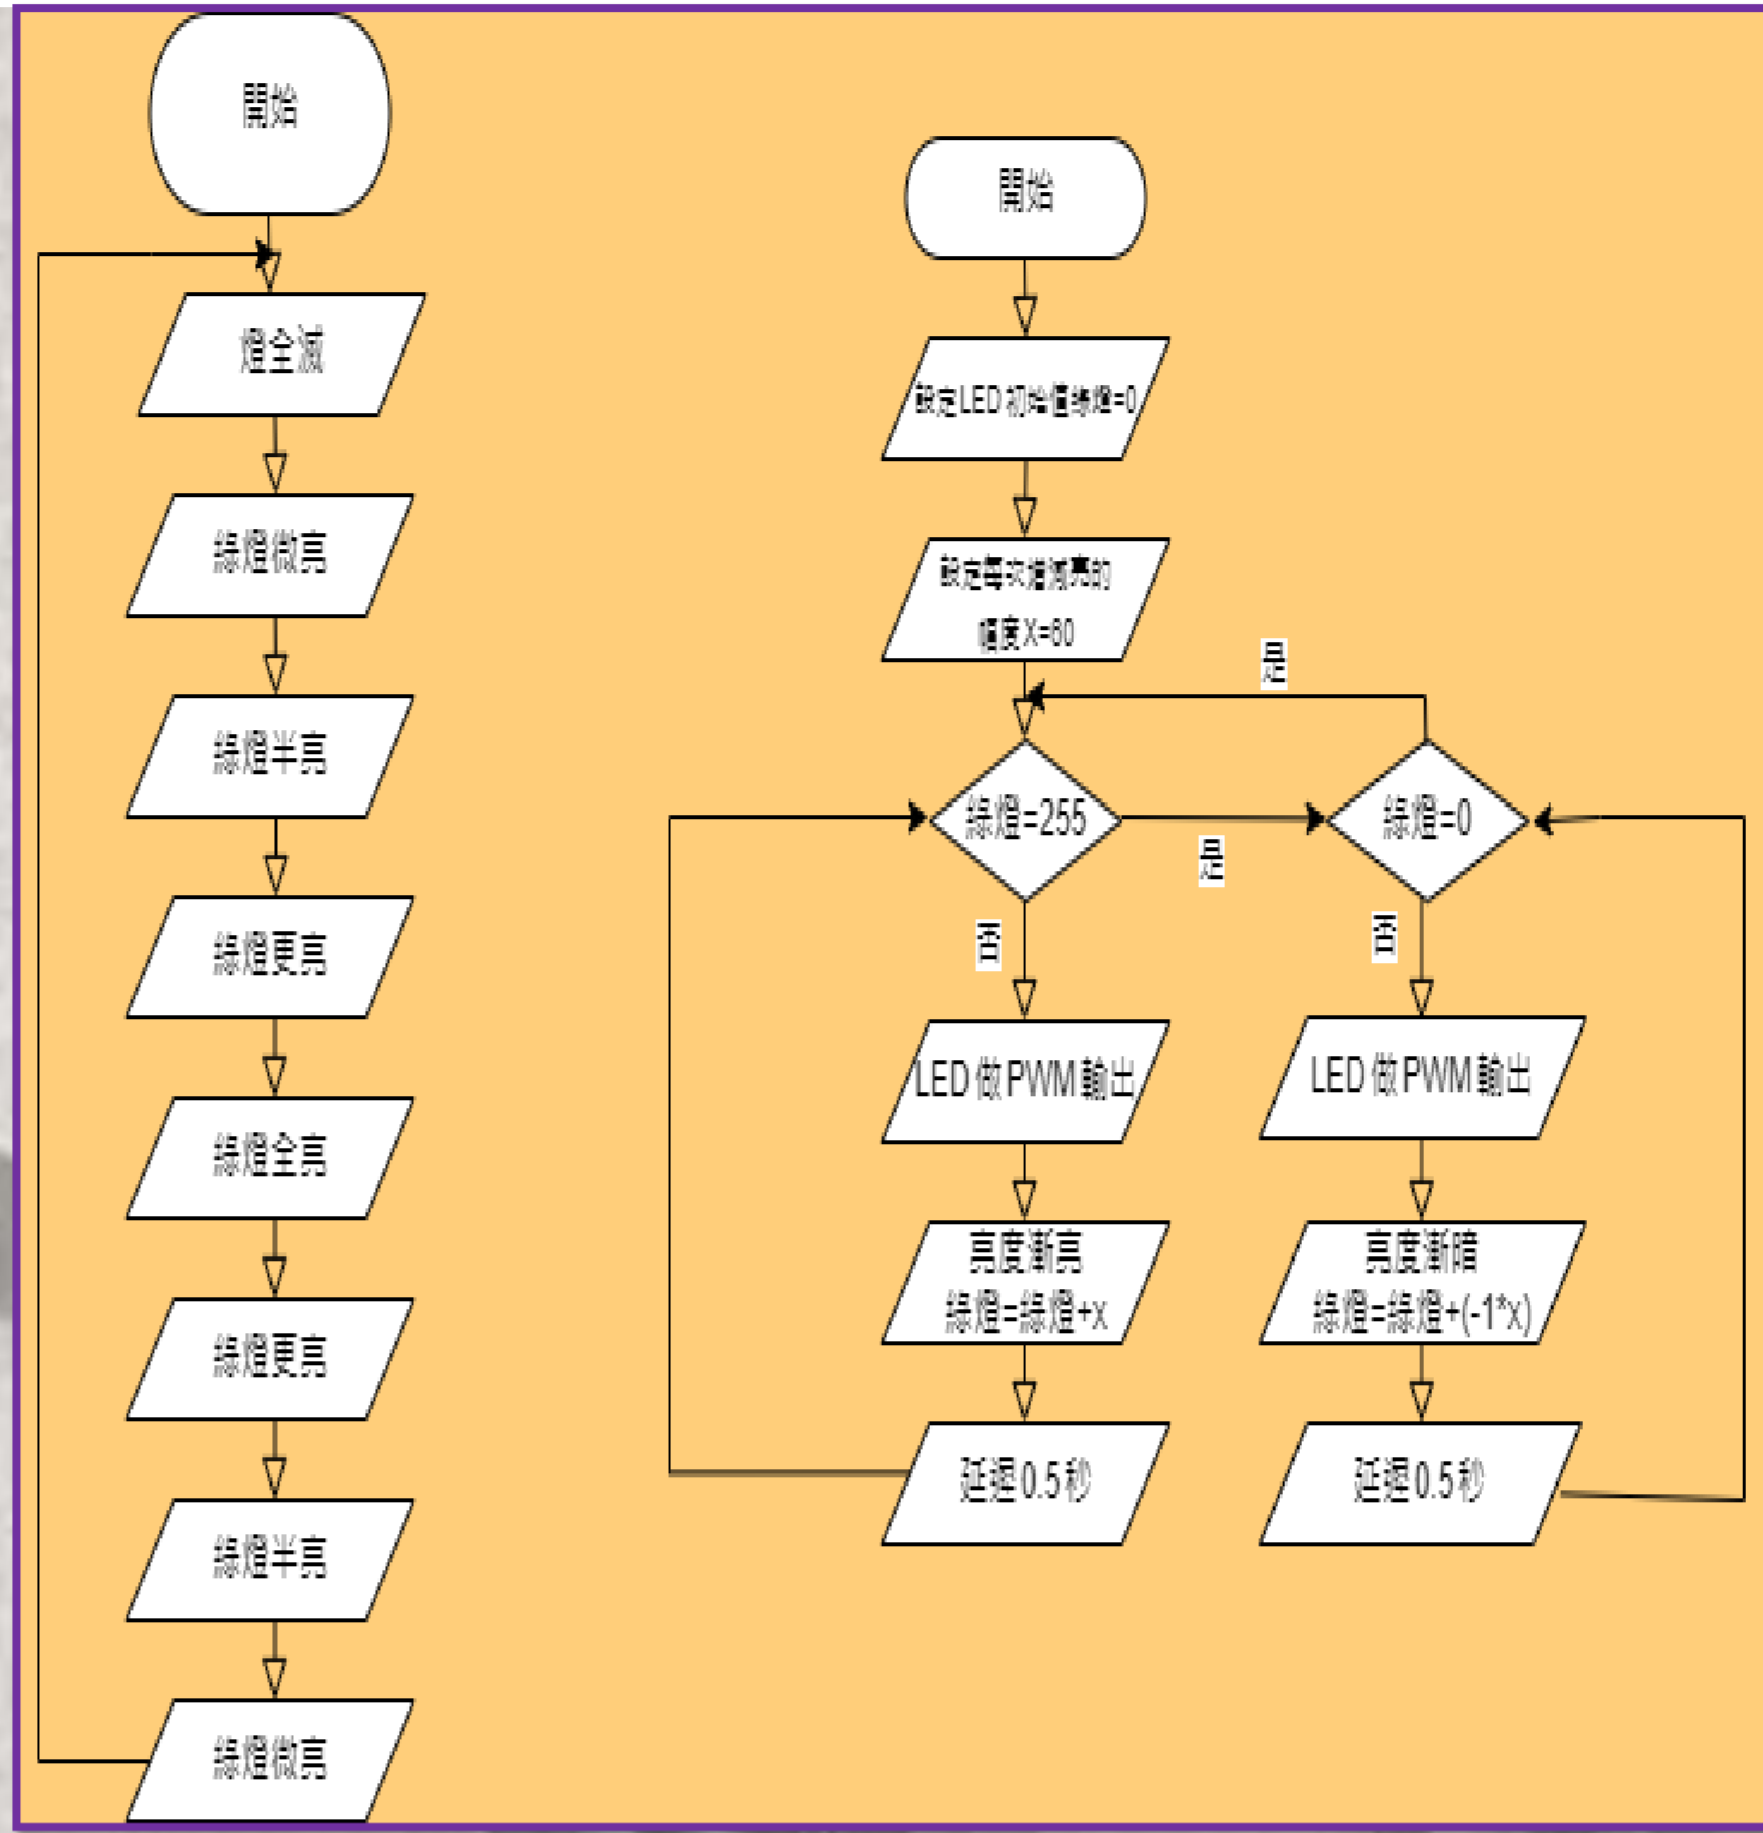 開始
燈全滅
綠燈微亮
綠燈半亮
綠燈更亮
綠燈全亮
綠燈更亮
綠燈半亮
綠燈微亮
開始
設定LED初始值綠燈=0
設定每次增減亮的
幅度X=60
是
綠燈=255
是
綠燈=0
否
否
LED做PWM輸出
LED做PWM輸出
亮度漸亮
綠燈=綠燈+x
亮度漸暗
綠燈=綠燈+(-1*x)
延遲0.5秒
延遲0.5秒